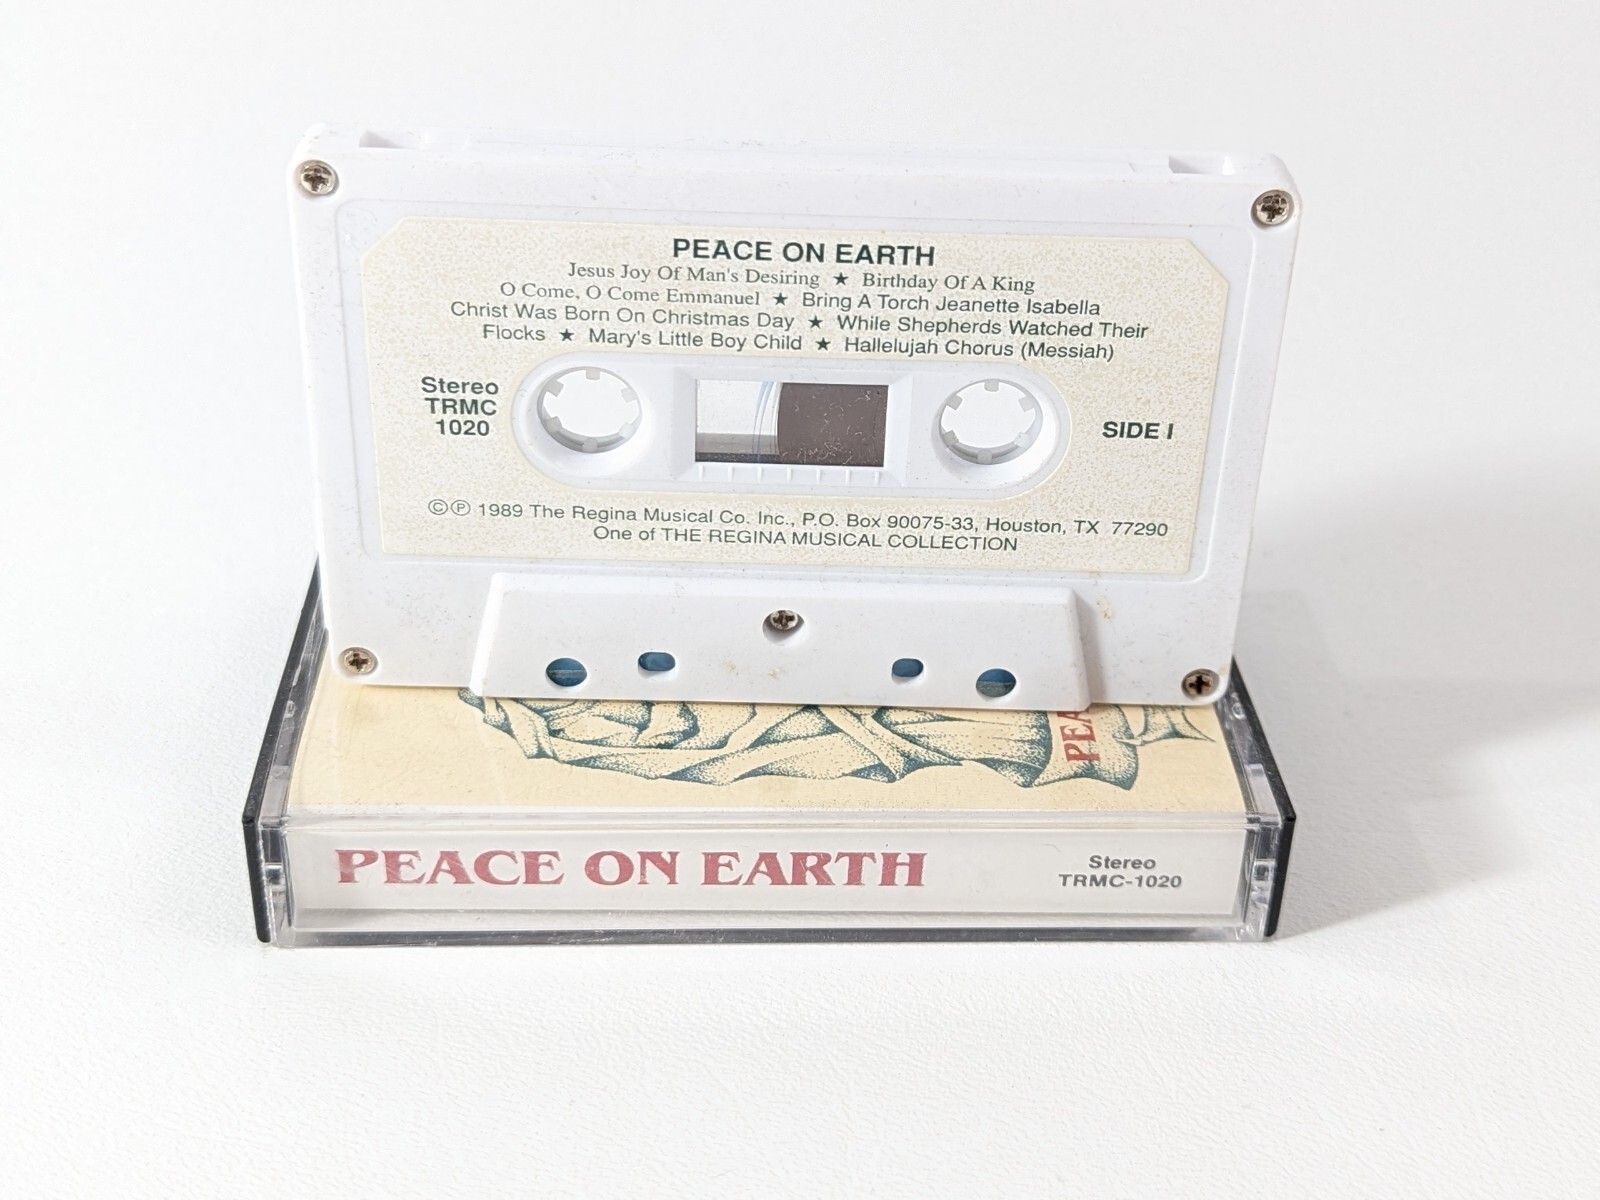 PEACE ON EARTH
Jesus Joy Of Man's Desiring ★ Birthday Of A King
O Come, O Come Emmanuel ★ Bring A Torch Jeanette Isabella
Christ Was Born On Christmas Day ★ While Shepherds Watched Their
Flocks ★ Mary's Little Boy Child ★ Hallelujah Chorus (Messiah)
Stereo
TRMC
1020
SIDE I
©℗ 1989 The Regina Musical Co. Inc., P.O. Box 90075-33, Houston, TX 77290
One of THE REGINA MUSICAL COLLECTION
PEA
PEACE ON EARTH
Stereo
TRMC-1020